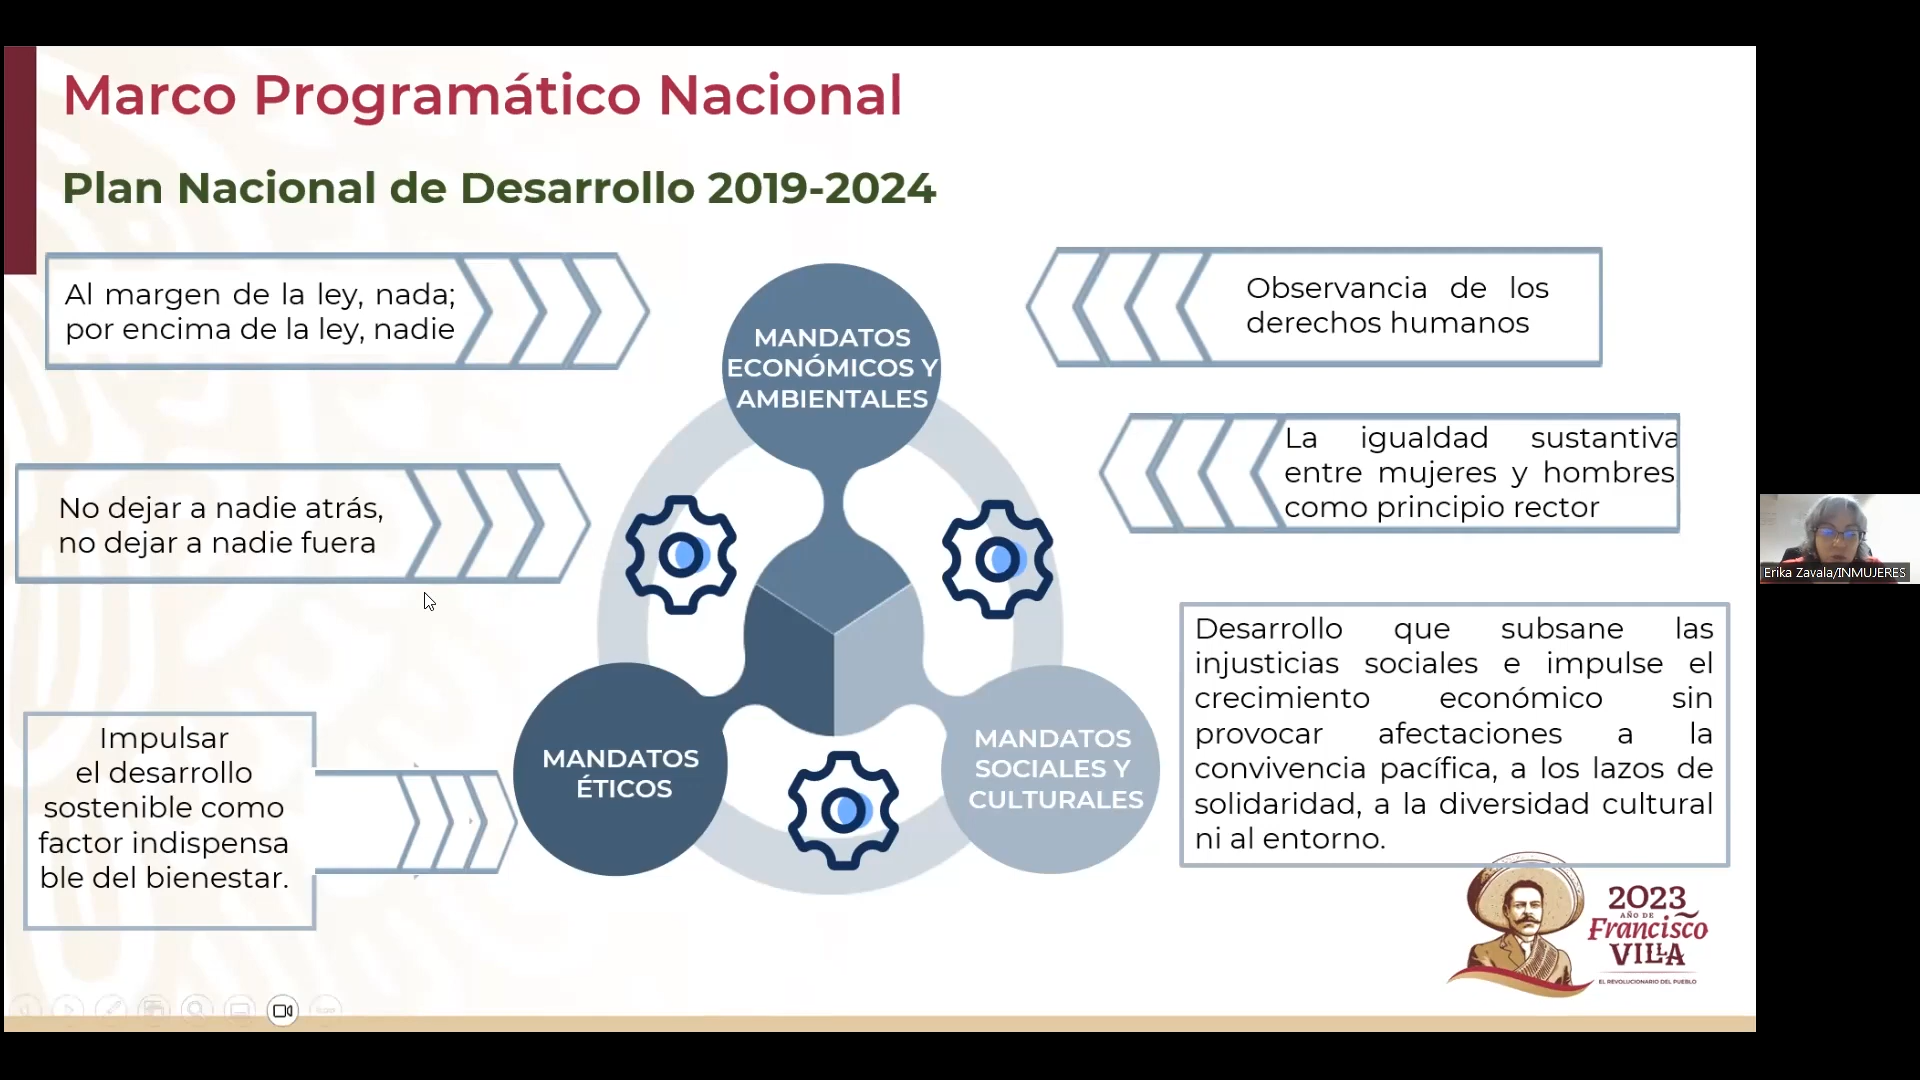 Marco Programático Nacional
Plan Nacional de Desarrollo 2019-2024
Al margen de la ley, nada;
por encima de la ley, nadie
No dejar a nadie atrás,
no dejar a nadie fuera
Impulsar
el desarrollo
sostenible como
factor indispensa
ble del bienestar.
MANDATOS
ECONÓMICOS Y
AMBIENTALES
MANDATOS
ÉTICOS
MANDATOS
SOCIALES Y
CULTURALES
Observancia de los
derechos humanos
La igualdad sustantiva
entre mujeres y hombres
como principio rector
Desarrollo que subsane las
injusticias sociales e impulse el
crecimiento económico sin
provocar afectaciones a la
convivencia pacífica, a los lazos de
solidaridad, a la diversidad cultural
ni al entorno.
2023
AÑO DE
Francisco
VILLA
EL REVOLUCIONARIO DEL PUEBLO
Erika Zavala/INMUJERES